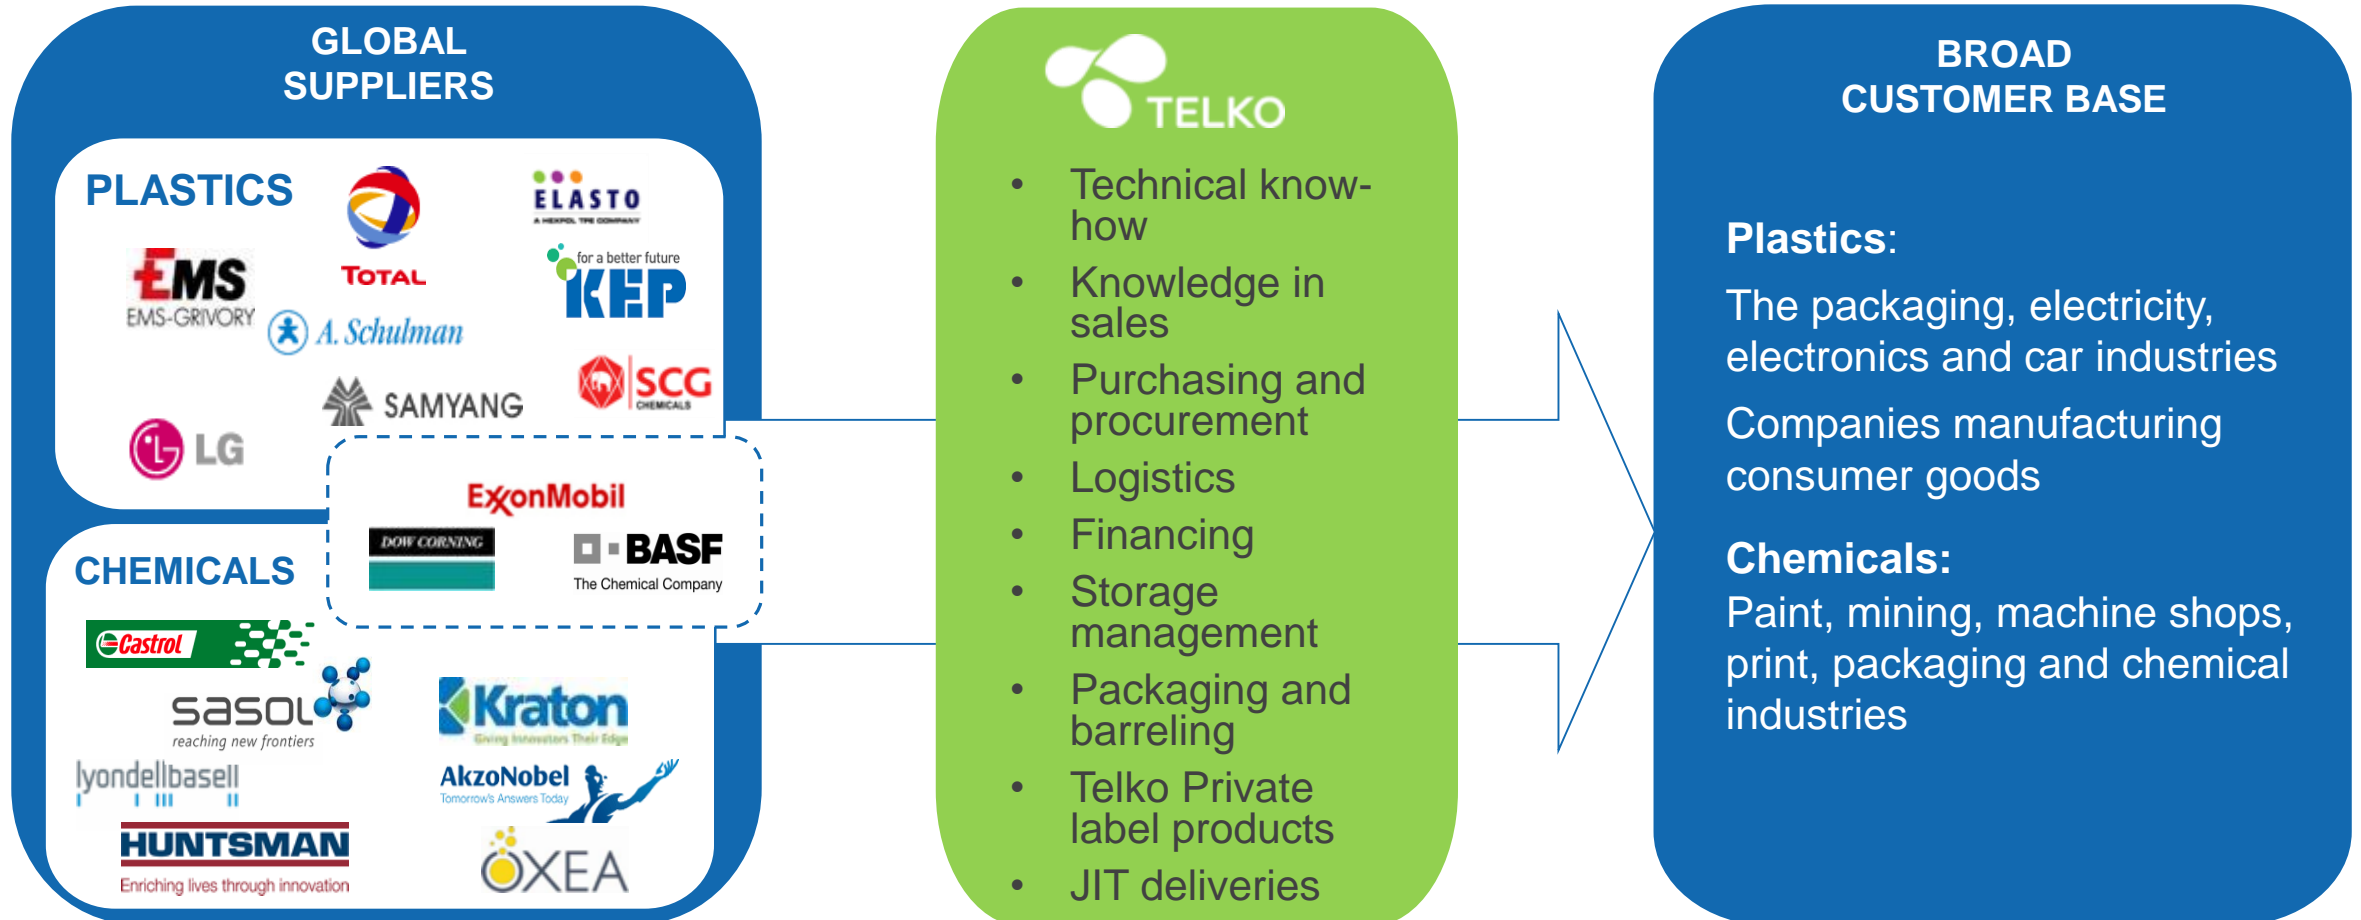 GLOBAL
SUPPLIERS
PLASTICS
TOTAL
ELASTO
A HEXPOL TPE COMPANY
EMS
EMS-GRIVORY
for a better future
KEP
A. Schulman
SAMYANG
SCG
CHEMICALS
LG
ExxonMobil
DOW CORNING
BASF
The Chemical Company
CHEMICALS
Castrol
sasol
reaching new frontiers
Kraton
Giving Innovators Their Edge
lyondellbasell
AkzoNobel
Tomorrow's Answers Today
HUNTSMAN
Enriching lives through innovation
OXEA
TELKO
• Technical know-
how
• Knowledge in
sales
• Purchasing and
procurement
• Logistics
• Financing
• Storage
management
• Packaging and
barreling
• Telko Private
label products
• JIT deliveries
BROAD
CUSTOMER BASE
Plastics:
The packaging, electricity,
electronics and car industries
Companies manufacturing
consumer goods
Chemicals:
Paint, mining, machine shops,
print, packaging and chemical
industries